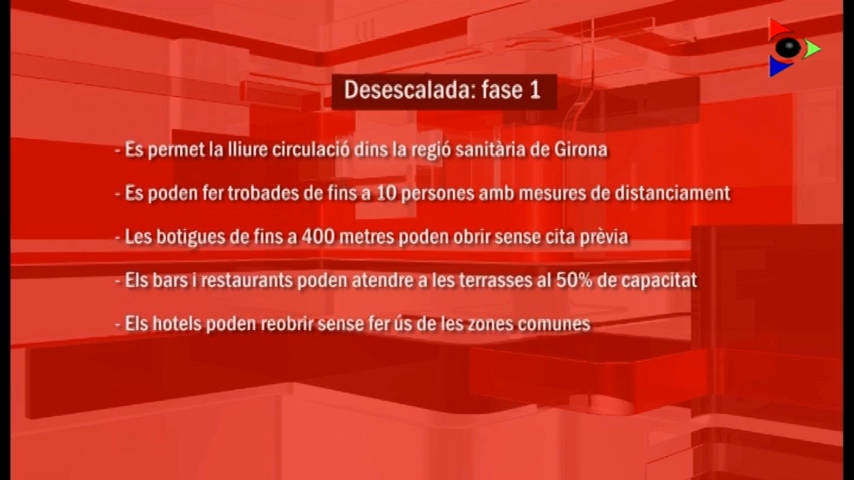 Desescalada: fase 1
- Es permet la lliure circulació dins la regió sanitària de Girona
- Es poden fer trobades de fins a 10 persones amb mesures de distanciament
- Les botigues de fins a 400 metres poden obrir sense cita prèvia
- Els bars i restaurants poden atendre a les terrasses al 50% de capacitat
- Els hotels poden reobrir sense fer ús de les zones comunes